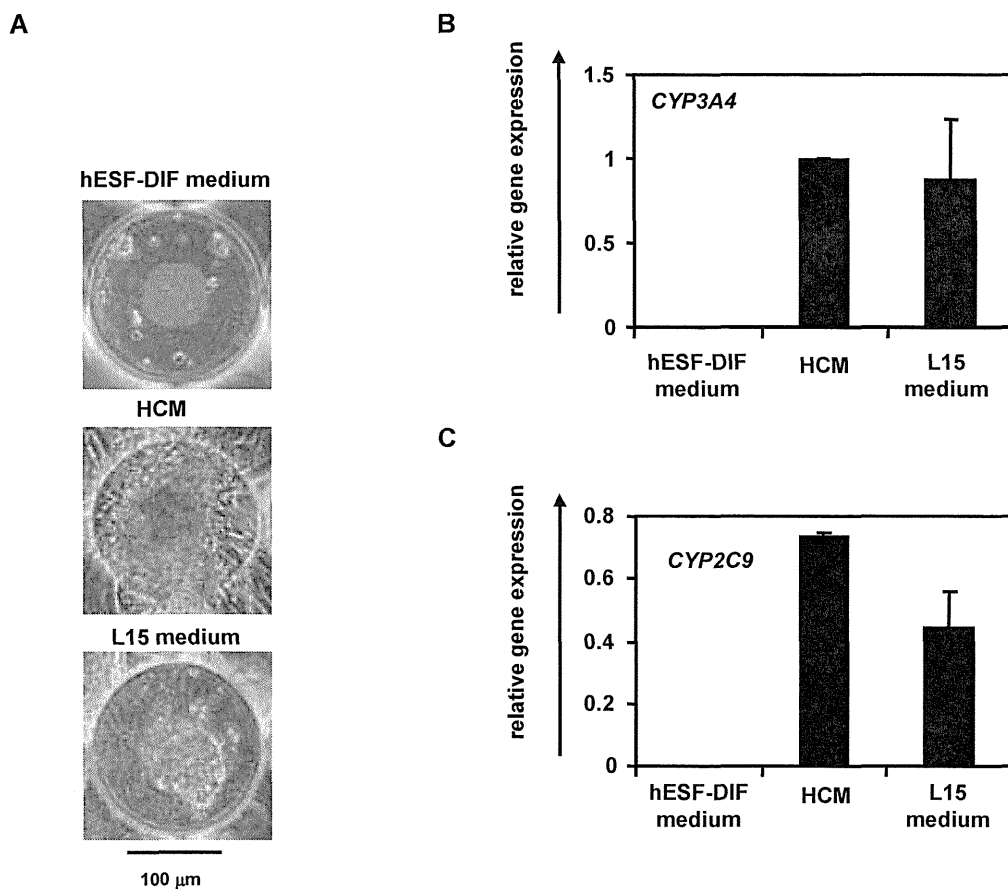 A
hESF-DIF medium
HCM
L15 medium
100 μm
B
relative gene expression
1.5
1
0.5
0
CYP3A4
hESF-DIF
medium
HCM
L15
medium
C
relative gene expression
0.8
0.6
0.4
0.2
0
CYP2C9
hESF-DIF
medium
HCM
L15
medium